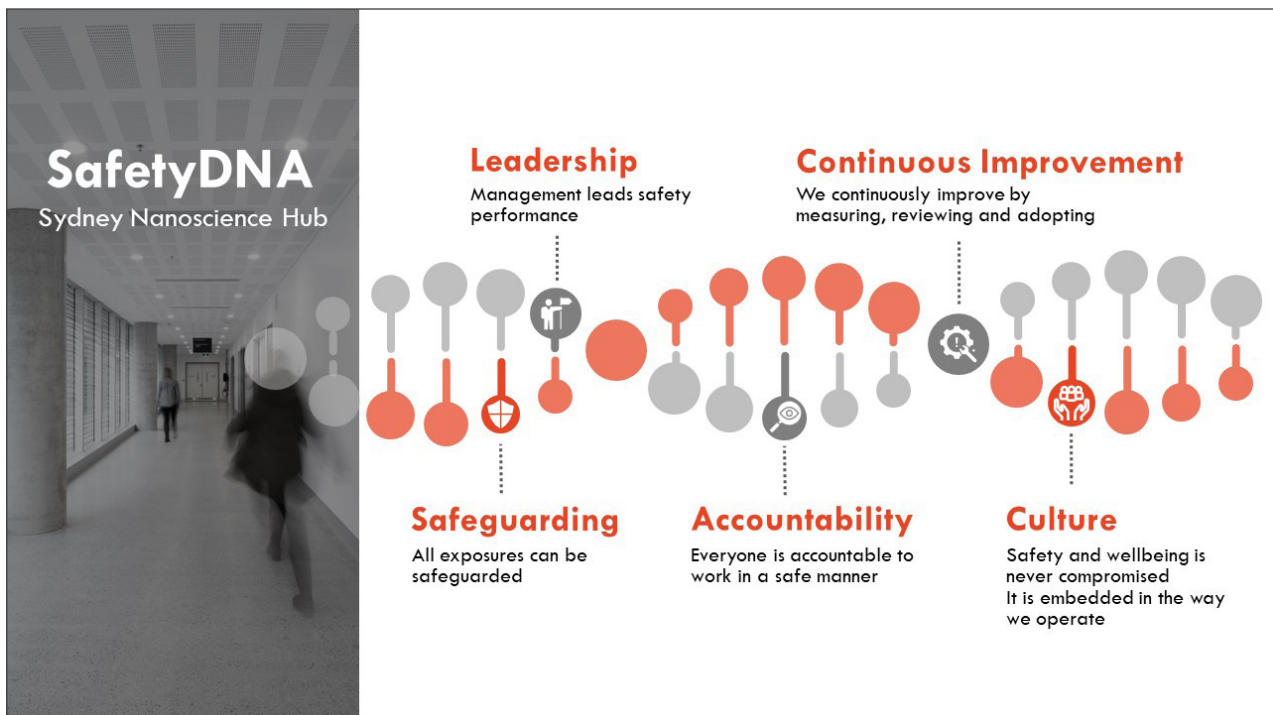 SafetyDNA
Sydney Nanoscience Hub
Leadership
Management leads safety
performance
Continuous Improvement
We continuously improve by
measuring, reviewing and adopting
Safeguarding
All exposures can be
safeguarded
Accountability
Everyone is accountable to
work in a safe manner
Culture
Safety and wellbeing is
never compromised
It is embedded in the way
we operate